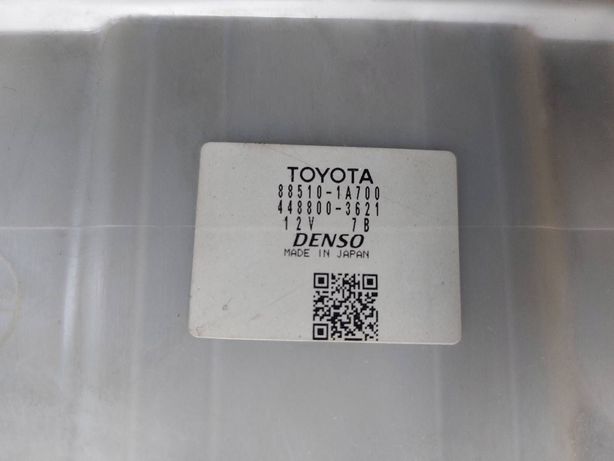 TOYOTA
88510-1A700
448800-3621
12V 7B
DENSO
MADE IN JAPAN